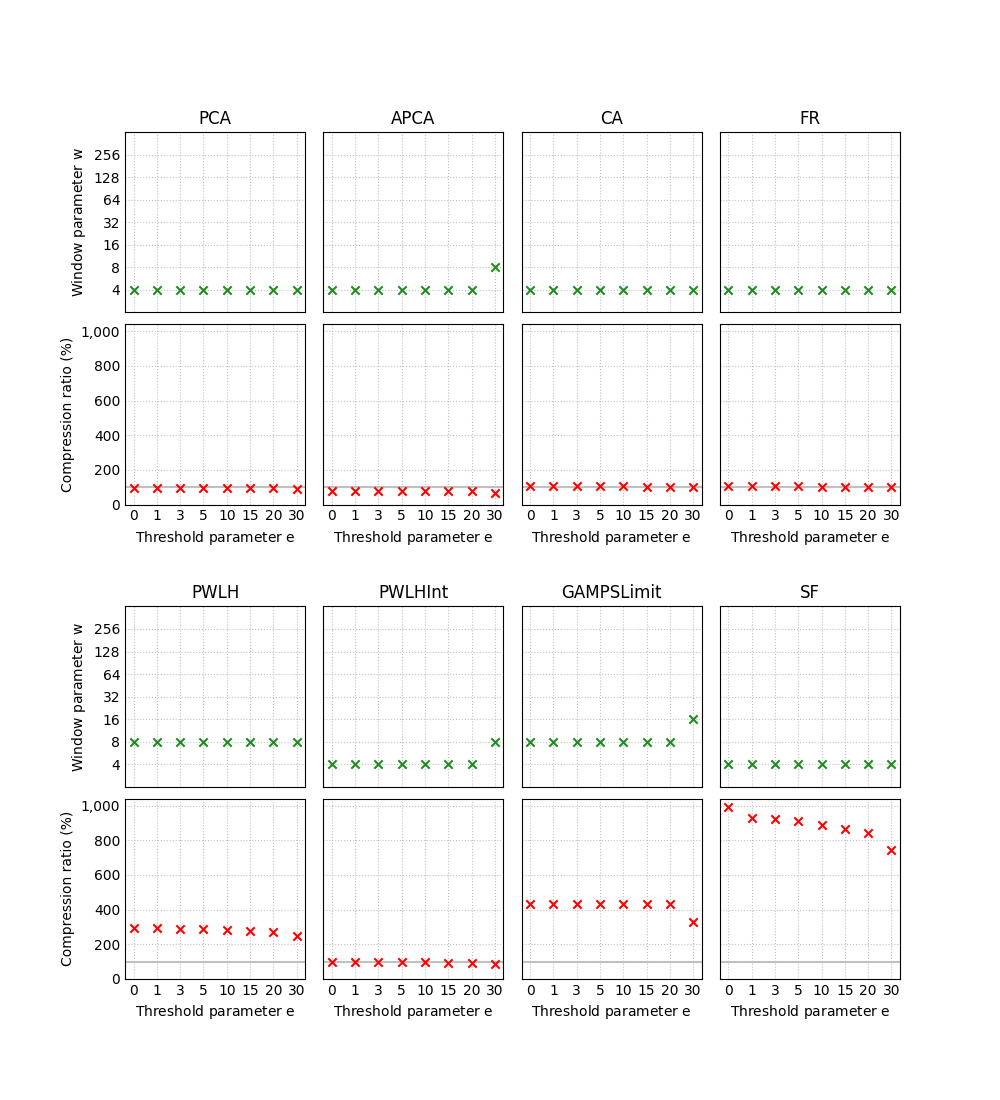 PCA APCA CA FR
Window parameter w
256
128
64
32
16
8
4
Compression ratio (%)
1,000
800
600
400
200
0
0 1 3 5 10 15 20 30 0 1 3 5 10 15 20 30 0 1 3 5 10 15 20 30 0 1 3 5 10 15 20 30
Threshold parameter e Threshold parameter e Threshold parameter e Threshold parameter e
PWLH PWLHInt GAMPSLimit SF
Window parameter w
256
128
64
32
16
8
4
Compression ratio (%)
1,000
800
600
400
200
0
0 1 3 5 10 15 20 30 0 1 3 5 10 15 20 30 0 1 3 5 10 15 20 30 0 1 3 5 10 15 20 30
Threshold parameter e Threshold parameter e Threshold parameter e Threshold parameter e